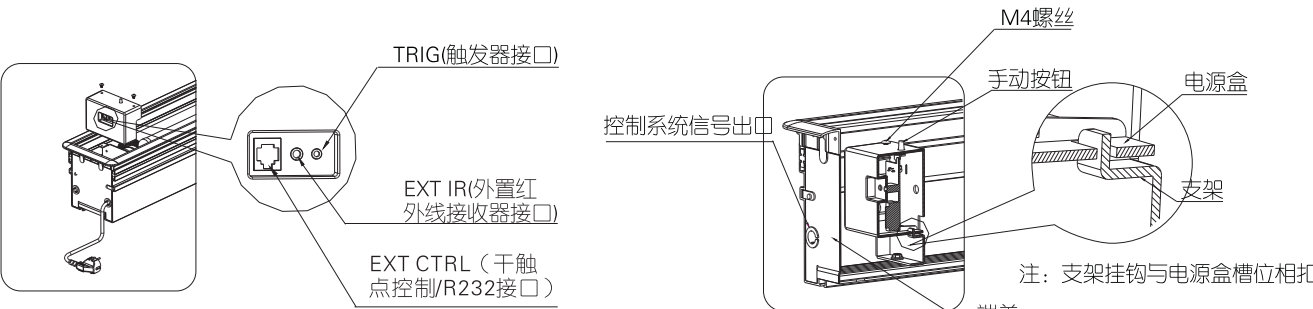 TRIG(触发器接口)
EXT IR(外置红
外线接收器接口)
EXT CTRL（干触
点控制/R232接口）
M4螺丝
手动按钮
电源盒
控制系统信号出口
支架
注：支架挂钩与电源盒槽位相扣